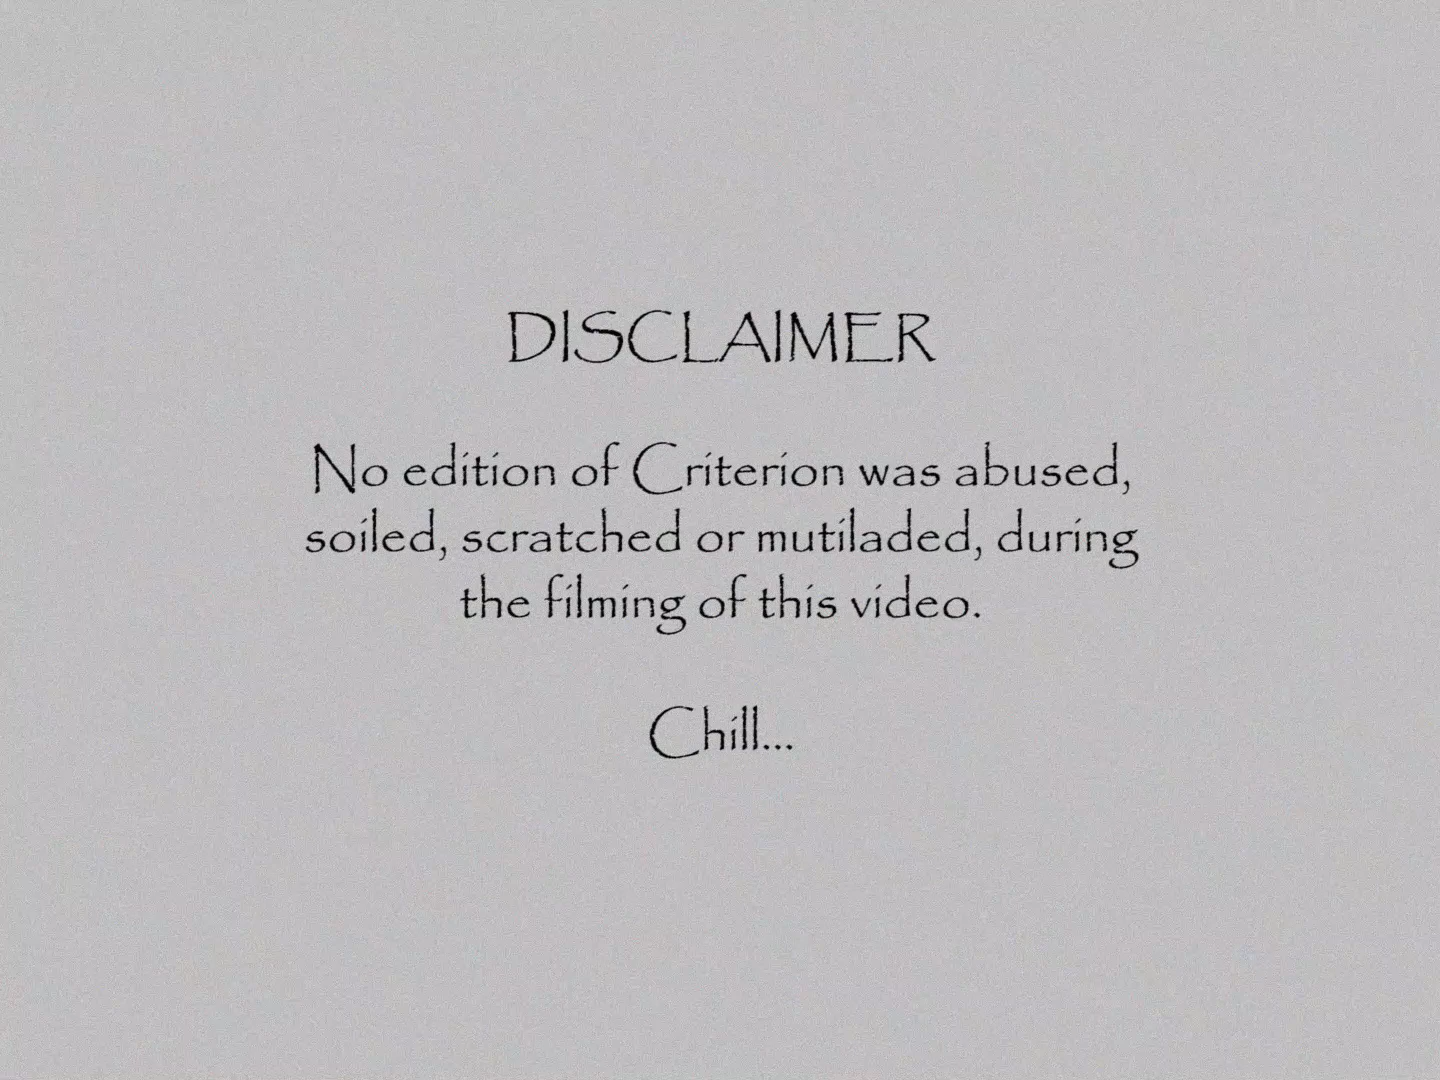 DISCLAIMER
No edition of Criterion was abused,
soiled, scratched or mutiladed, during
the filming of this video.
Chill...